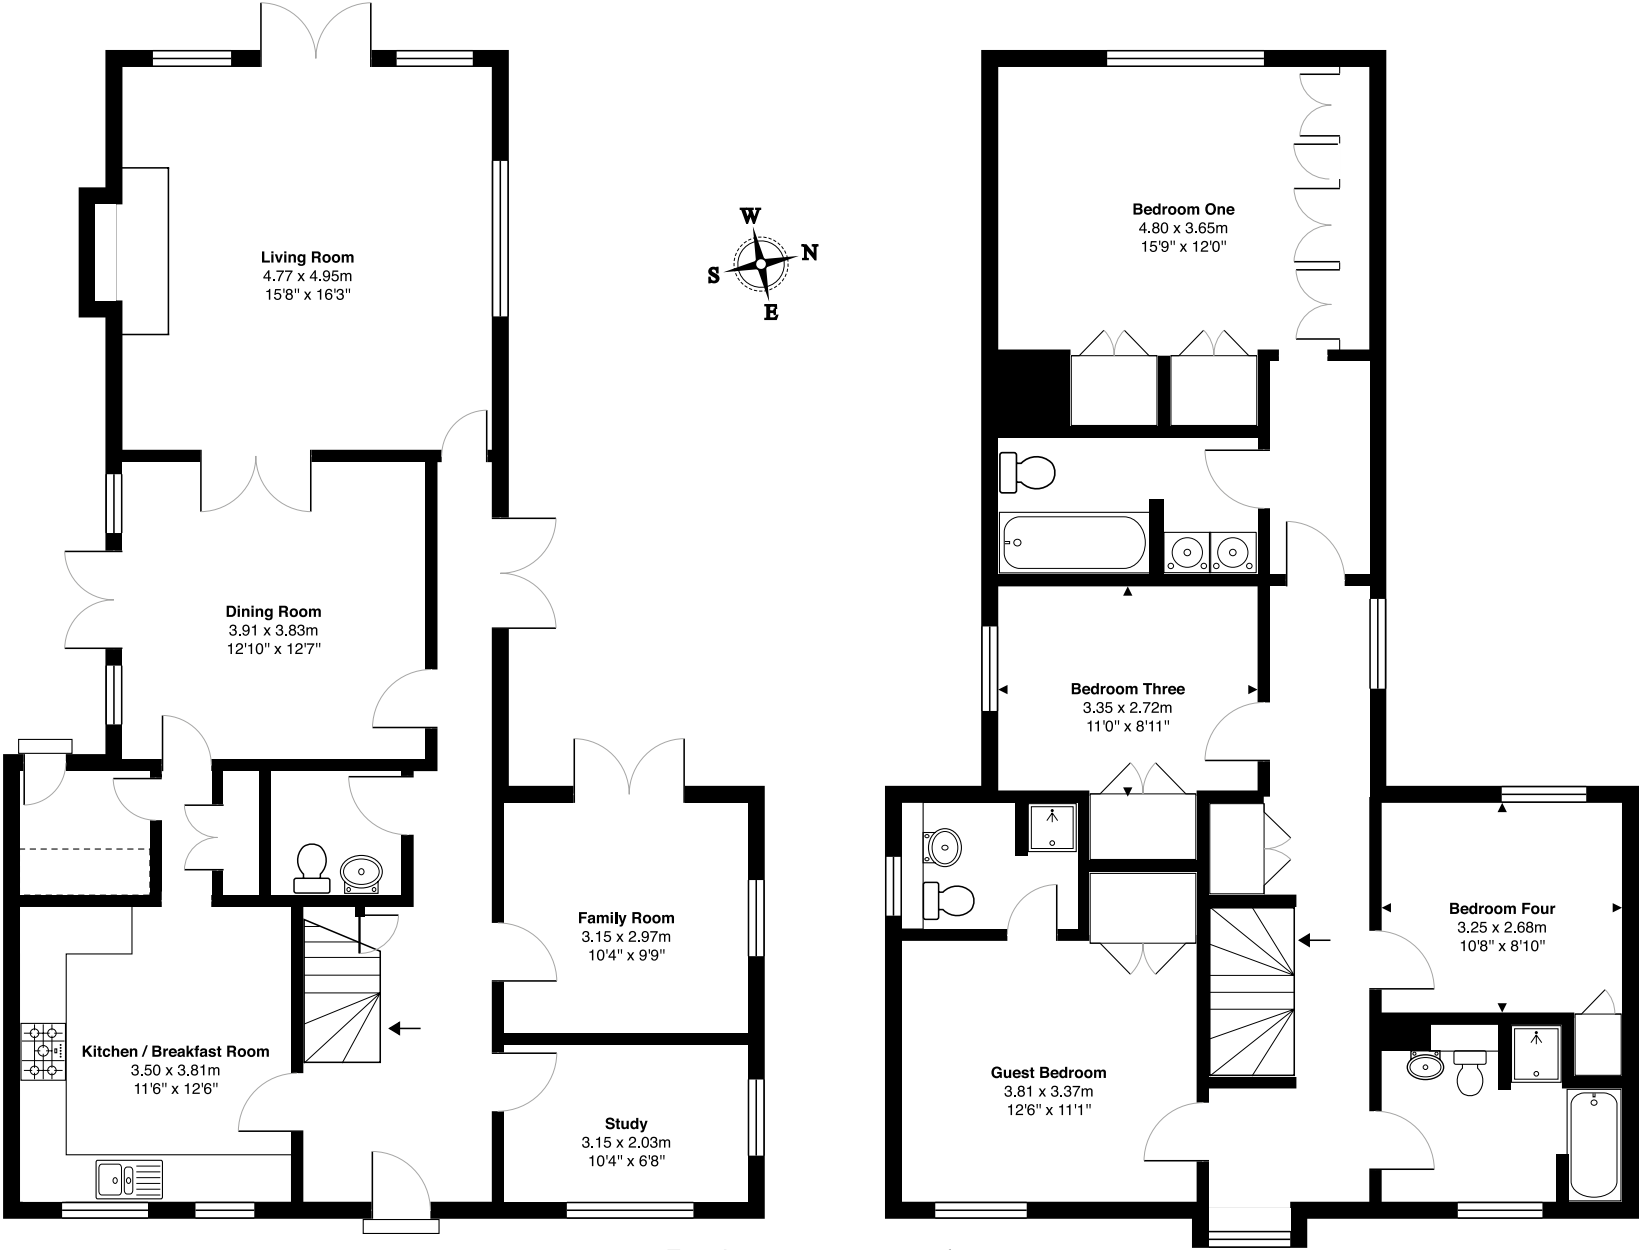 Living Room
4.77 x 4.95m
15'8" x 16'3"
W
N
S
E
Bedroom One
4.80 x 3.65m
15'9" x 12'0"
Dining Room
3.91 x 3.83m
12'10" x 12'7"
Bedroom Three
3.35 x 2.72m
11'0" x 8'11"
Family Room
3.15 x 2.97m
10'4" x 9'9"
Bedroom Four
3.25 x 2.68m
10'8" x 8'10"
Kitchen / Breakfast Room
3.50 x 3.81m
11'6" x 12'6"
Guest Bedroom
3.81 x 3.37m
12'6" x 11'1"
Study
3.15 x 2.03m
10'4" x 6'8"